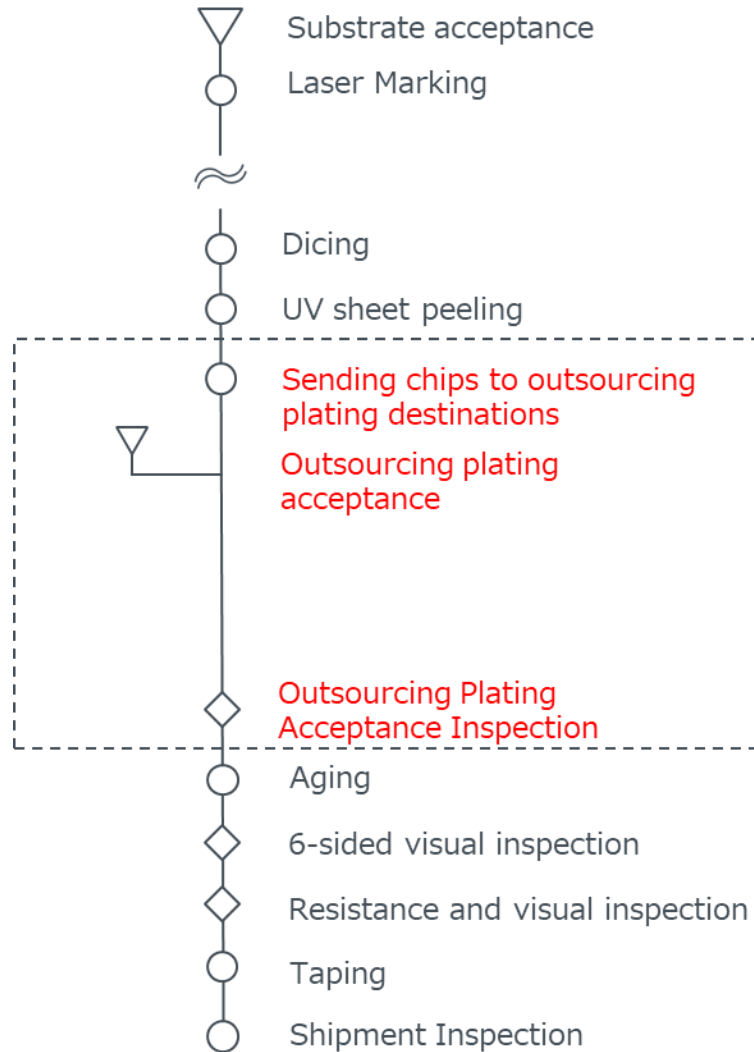 Substrate acceptance
Laser Marking
Dicing
UV sheet peeling
Sending chips to outsourcing
plating destinations
Outsourcing plating
acceptance
Outsourcing Plating
Acceptance Inspection
Aging
6-sided visual inspection
Resistance and visual inspection
Taping
Shipment Inspection